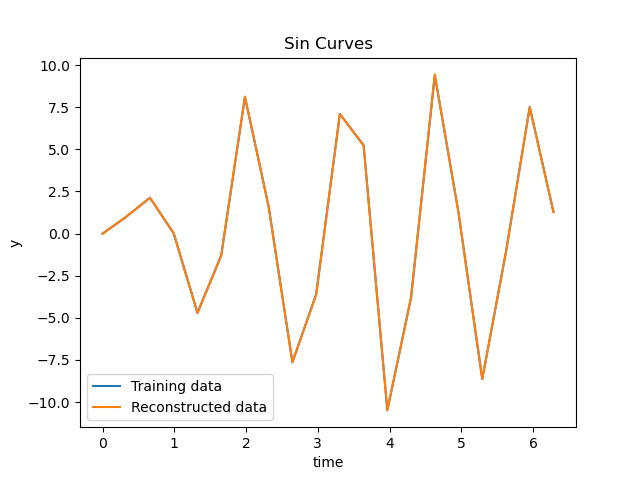 Sin Curves
10.0
7.5
5.0
2.5
0.0
−2.5
−5.0
−7.5
−10.0
y
Training data
Reconstructed data
0 1 2 3 4 5 6
time